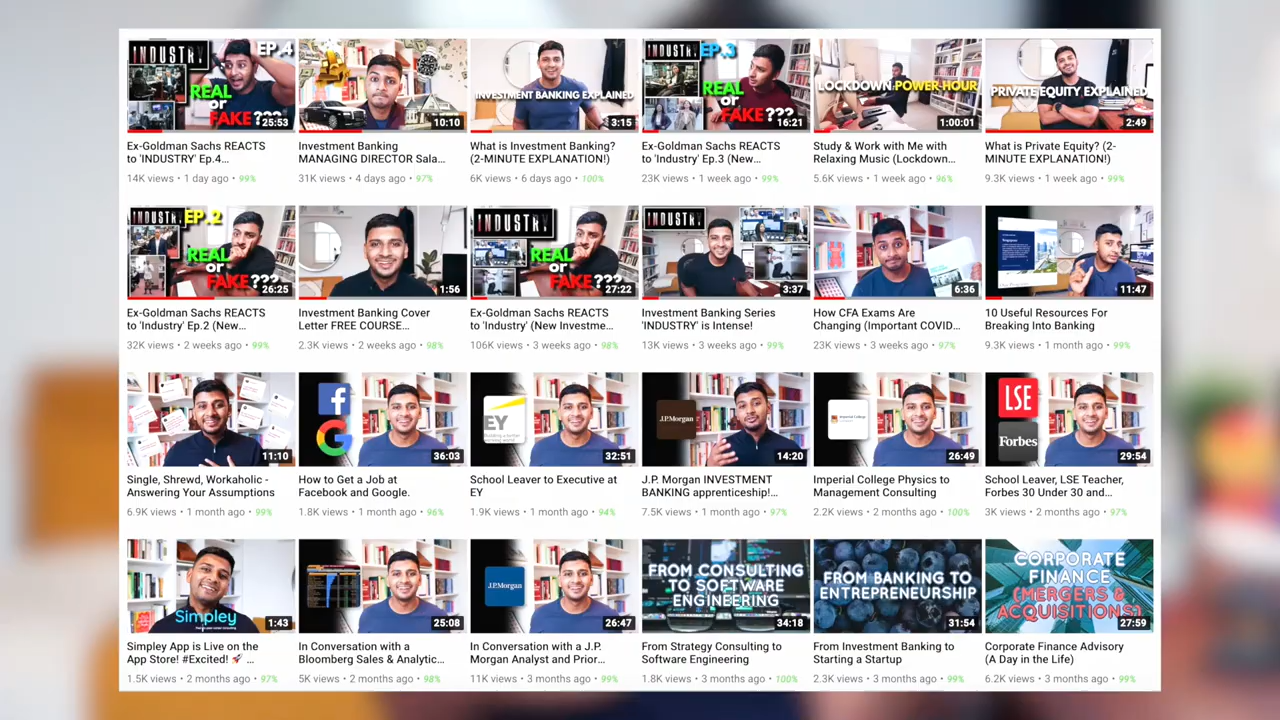 INDUSTRY EP.4
REAL
or
FAKE???
25:53
10:10
INVESTMENT BANKING EXPLAINED
3:15
INDUSTRY EP.3
REAL
or
FAKE???
16:21
LOCKDOWN POWER-HOUR
1:00:01
PRIVATE EQUITY EXPLAINED
2:49
Ex-Goldman Sachs REACTS
to 'INDUSTRY' Ep.4...
14K views • 1 day ago • 99%
Investment Banking
MANAGING DIRECTOR Sala...
31K views • 4 days ago • 97%
What is Investment Banking?
(2-MINUTE EXPLANATION!)
6K views • 6 days ago • 100%
Ex-Goldman Sachs REACTS
to 'Industry' Ep.3 (New...
23K views • 1 week ago • 99%
Study & Work with Me with
Relaxing Music (Lockdown...
5.6K views • 1 week ago • 96%
What is Private Equity? (2-
MINUTE EXPLANATION!)
9.3K views • 1 week ago • 99%
INDUSTRY EP.2
REAL
or
FAKE???
26:25
1:56
INDUSTRY
REAL
or
FAKE???
27:22
INDUSTRY
3:37
6:36
11:47
Ex-Goldman Sachs REACTS
to 'Industry' Ep.2 (New...
32K views • 2 weeks ago • 99%
Investment Banking Cover
Letter FREE COURSE...
2.3K views • 2 weeks ago • 98%
Ex-Goldman Sachs REACTS
to 'Industry' (New Investme...
106K views • 3 weeks ago • 98%
Investment Banking Series
'INDUSTRY' is Intense!
13K views • 3 weeks ago • 99%
How CFA Exams Are
Changing (Important COVID...
23K views • 3 weeks ago • 97%
10 Useful Resources For
Breaking Into Banking
9.3K views • 1 month ago • 99%
11:10
36:03
EY
32:51
J.P.Morgan
14:20
Imperial College
26:49
LSE
Forbes
29:54
Single, Shrewd, Workaholic -
Answering Your Assumptions
6.9K views • 1 month ago • 99%
How to Get a Job at
Facebook and Google.
1.8K views • 1 month ago • 96%
School Leaver to Executive at
EY
1.9K views • 1 month ago • 94%
J.P. Morgan INVESTMENT
BANKING apprenticeship!...
7.5K views • 1 month ago • 97%
Imperial College Physics to
Management Consulting
2.2K views • 2 months ago • 100%
School Leaver, LSE Teacher,
Forbes 30 Under 30 and...
3K views • 2 months ago • 97%
Simpley
1:43
25:08
J.P.Morgan
26:47
FROM CONSULTING
TO SOFTWARE
ENGINEERING
34:18
FROM BANKING TO
ENTREPRENEURSHIP
31:54
CORPORATE
FINANCE
(MERGERS &
ACQUISITIONS)
27:59
Simpley App is Live on the
App Store! #Excited! 🚀 ...
1.5K views • 2 months ago • 97%
In Conversation with a
Bloomberg Sales & Analytic...
5K views • 2 months ago • 98%
In Conversation with a J.P.
Morgan Analyst and Prior...
11K views • 3 months ago • 99%
From Strategy Consulting to
Software Engineering
1.8K views • 3 months ago • 100%
From Investment Banking to
Starting a Startup
2.3K views • 3 months ago • 99%
Corporate Finance Advisory
(A Day in the Life)
6.2K views • 3 months ago • 99%